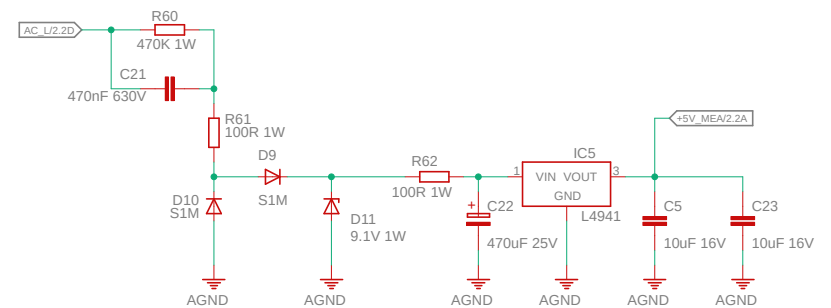 R60
AC_L/2.2D
470K 1W
C21
470nF 630V
R61
100R 1W
+5V_MEA/2.2A
D9
R62
IC5
1
VIN VOUT
3
GND
D10
S1M
S1M
100R 1W
L4941
D11
9.1V 1W
+
C22
470uF 25V
C5
10uF 16V
C23
10uF 16V
AGND
AGND
AGND
AGND
AGND
AGND